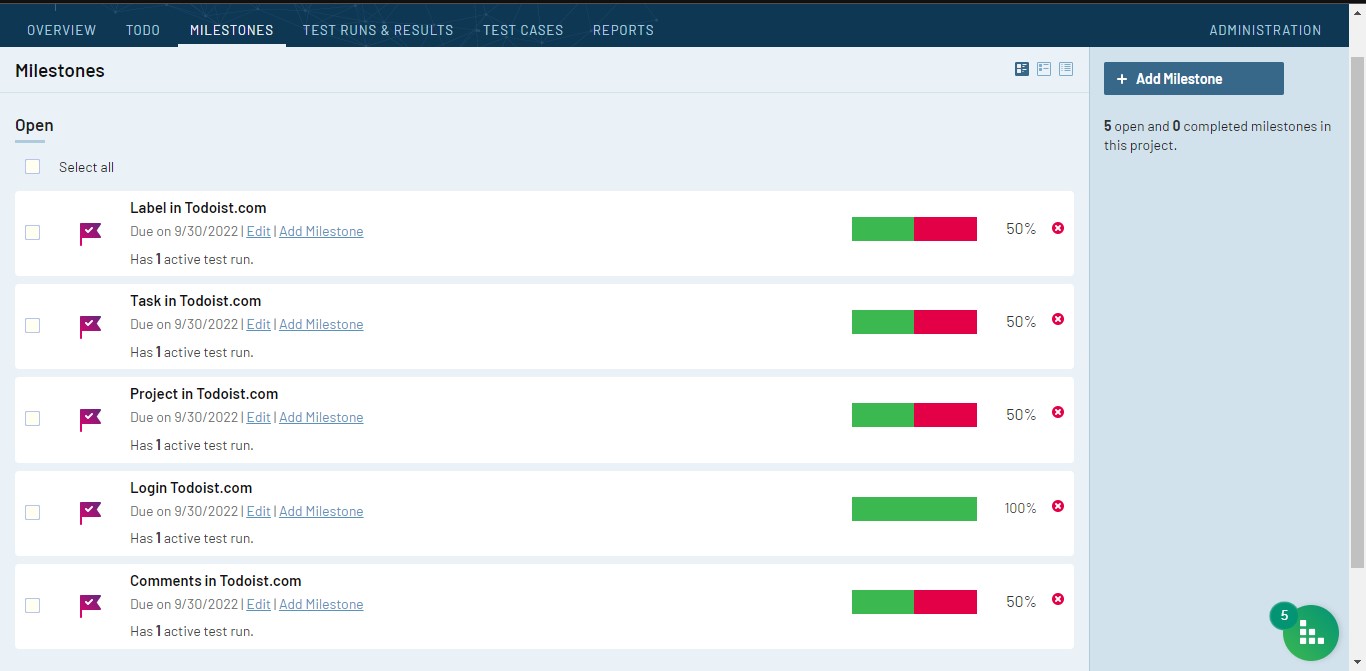 OVERVIEW TODO MILESTONES TEST RUNS & RESULTS TEST CASES REPORTS ADMINISTRATION
Milestones
+ Add Milestone
5 open and 0 completed milestones in
this project.
Open
Select all
Label in Todoist.com
Due on 9/30/2022 | Edit | Add Milestone
Has 1 active test run.
50%
Task in Todoist.com
Due on 9/30/2022 | Edit | Add Milestone
Has 1 active test run.
50%
Project in Todoist.com
Due on 9/30/2022 | Edit | Add Milestone
Has 1 active test run.
50%
Login Todoist.com
Due on 9/30/2022 | Edit | Add Milestone
Has 1 active test run.
100%
Comments in Todoist.com
Due on 9/30/2022 | Edit | Add Milestone
Has 1 active test run.
50%
5